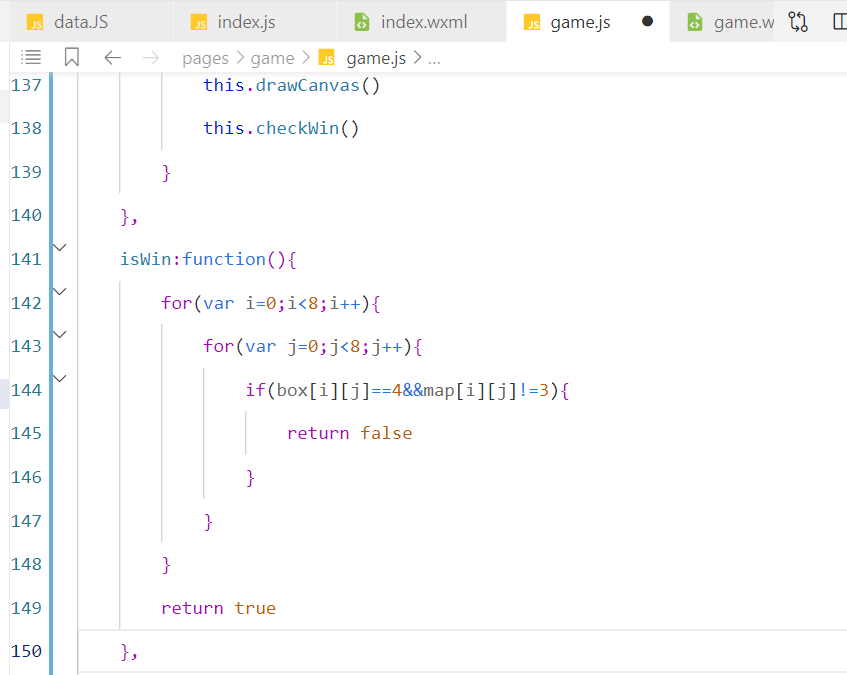 JS data.JS JS index.js index.wxml JS game.js game.w
pages > game > JS game.js > ...
137 this.drawCanvas()
138 this.checkWin()
139 }
140 },
141 isWin:function(){
142 for(var i=0;i<8;i++){
143 for(var j=0;j<8;j++){
144 if(box[i][j]==4&&map[i][j]!=3){
145 return false
146 }
147 }
148 }
149 return true
150 },